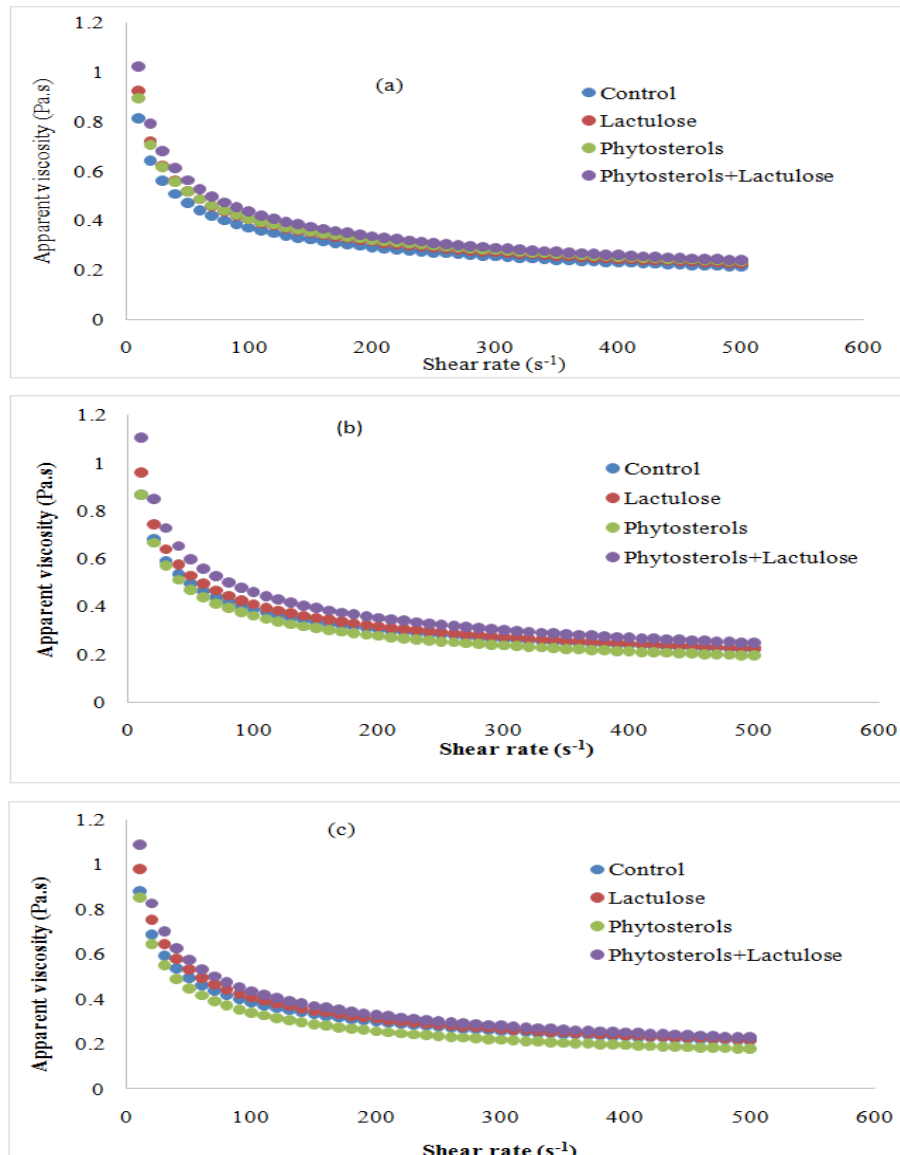 1.2
1
0.8
0.6
0.4
0.2
0
Apparent viscosity (Pa.s)
(a)
Control
Lactulose
Phytosterols
Phytosterols+Lactulose
0 100 200 300 400 500 600
Shear rate (s⁻¹)
1.2
1
0.8
0.6
0.4
0.2
0
Apparent viscosity (Pa.s)
(b)
Control
Lactulose
Phytosterols
Phytosterols+Lactulose
0 100 200 300 400 500 600
Shear rate (s⁻¹)
1.2
1
0.8
0.6
0.4
0.2
0
Apparent viscosity (Pa.s)
(c)
Control
Lactulose
Phytosterols
Phytosterols+Lactulose
0 100 200 300 400 500 600
Shear rate (s⁻¹)